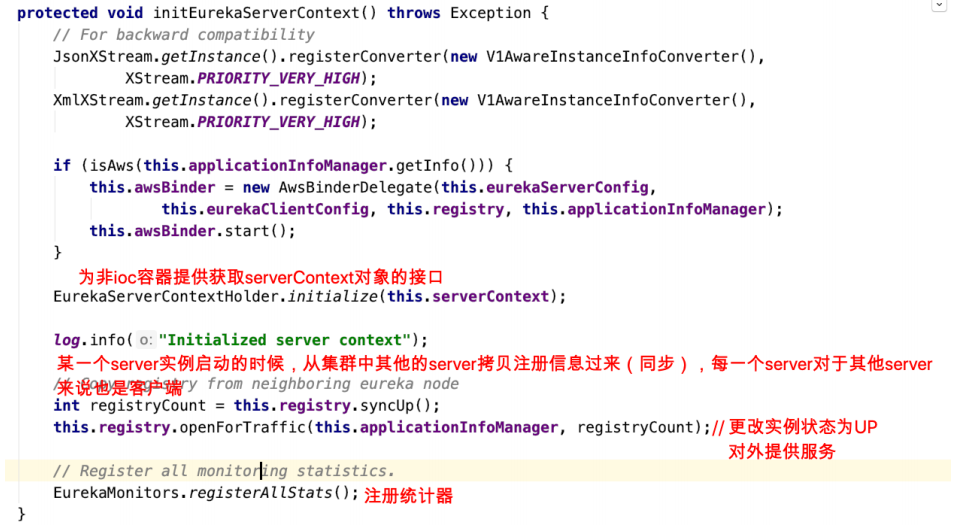 protected void initEurekaServerContext() throws Exception {
// For backward compatibility
JsonXStream.getInstance().registerConverter(new V1AwareInstanceInfoConverter(),
XStream.PRIORITY_VERY_HIGH);
XmlXStream.getInstance().registerConverter(new V1AwareInstanceInfoConverter(),
XStream.PRIORITY_VERY_HIGH);
if (isAws(this.applicationInfoManager.getInfo())) {
this.awsBinder = new AwsBinderDelegate(this.eurekaServerConfig,
this.eurekaClientConfig, this.registry, this.applicationInfoManager);
this.awsBinder.start();
}
为非ioc容器提供获取serverContext对象的接口
EurekaServerContextHolder.initialize(this.serverContext);
log.info( o: "Initialized server context");
某一个server实例启动的时候，从集群中其他的server拷贝注册信息过来（同步），每一个server对于其他server
来说也是客户端
// Copy registry from neighboring eureka node
int registryCount = this.registry.syncUp();
this.registry.openForTraffic(this.applicationInfoManager, registryCount);// 更改实例状态为UP
对外提供服务
// Register all monitoring statistics.
EurekaMonitors.registerAllStats(); 注册统计器
}